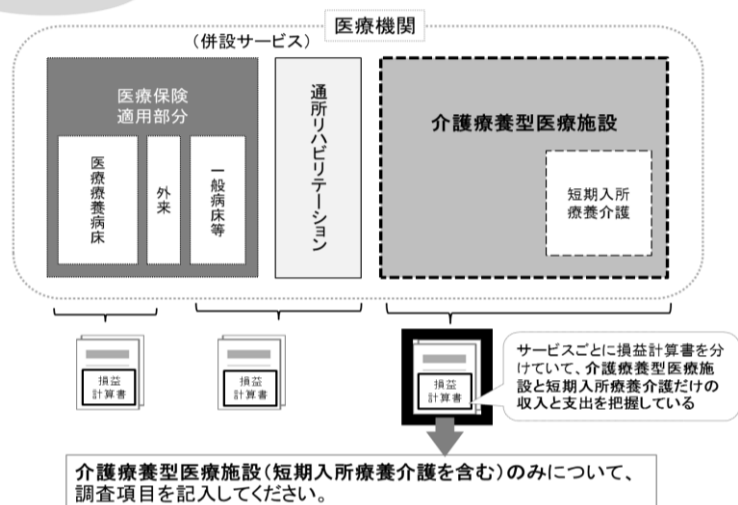 医療機関
（併設サービス）
医療保険
適用部分
医療療養病床
外来
一般病床等
通所リハビリテーション
介護療養型医療施設
短期入所
療養介護
損益
計算書
損益
計算書
損益
計算書
サービスごとに損益計算書を分
けていて、介護療養型医療施
設と短期入所療養介護だけの
収入と支出を把握している
介護療養型医療施設（短期入所療養介護を含む）のみについて、
調査項目を記入してください。